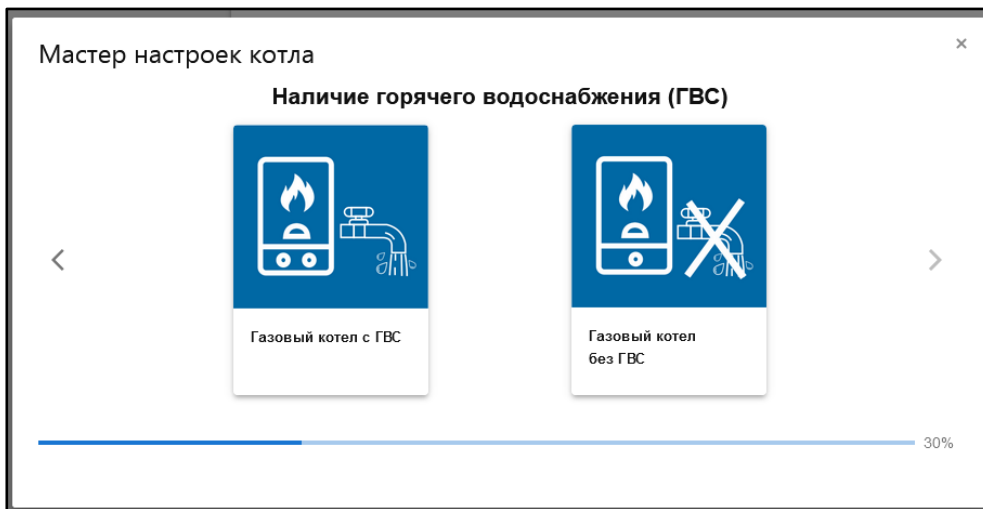 Мастер настроек котла
×
Наличие горячего водоснабжения (ГВС)
Газовый котел с ГВС
Газовый котел
без ГВС
30%